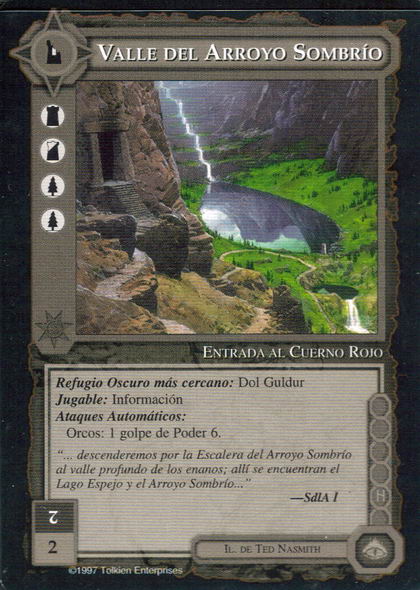 VALLE DEL ARROYO SOMBRÍO
ENTRADA AL CUERNO ROJO
Refugio Oscuro más cercano: Dol Guldur
Jugable: Información
Ataques Automáticos:
Orcos: 1 golpe de Poder 6.
“... descenderemos por la Escalera del Arroyo Sombrío
al valle profundo de los enanos; allí se encuentran el
Lago Espejo y el Arroyo Sombrío...”
—SdlA I
2
2
IL. DE TED NASMITH
©1997 Tolkien Enterprises